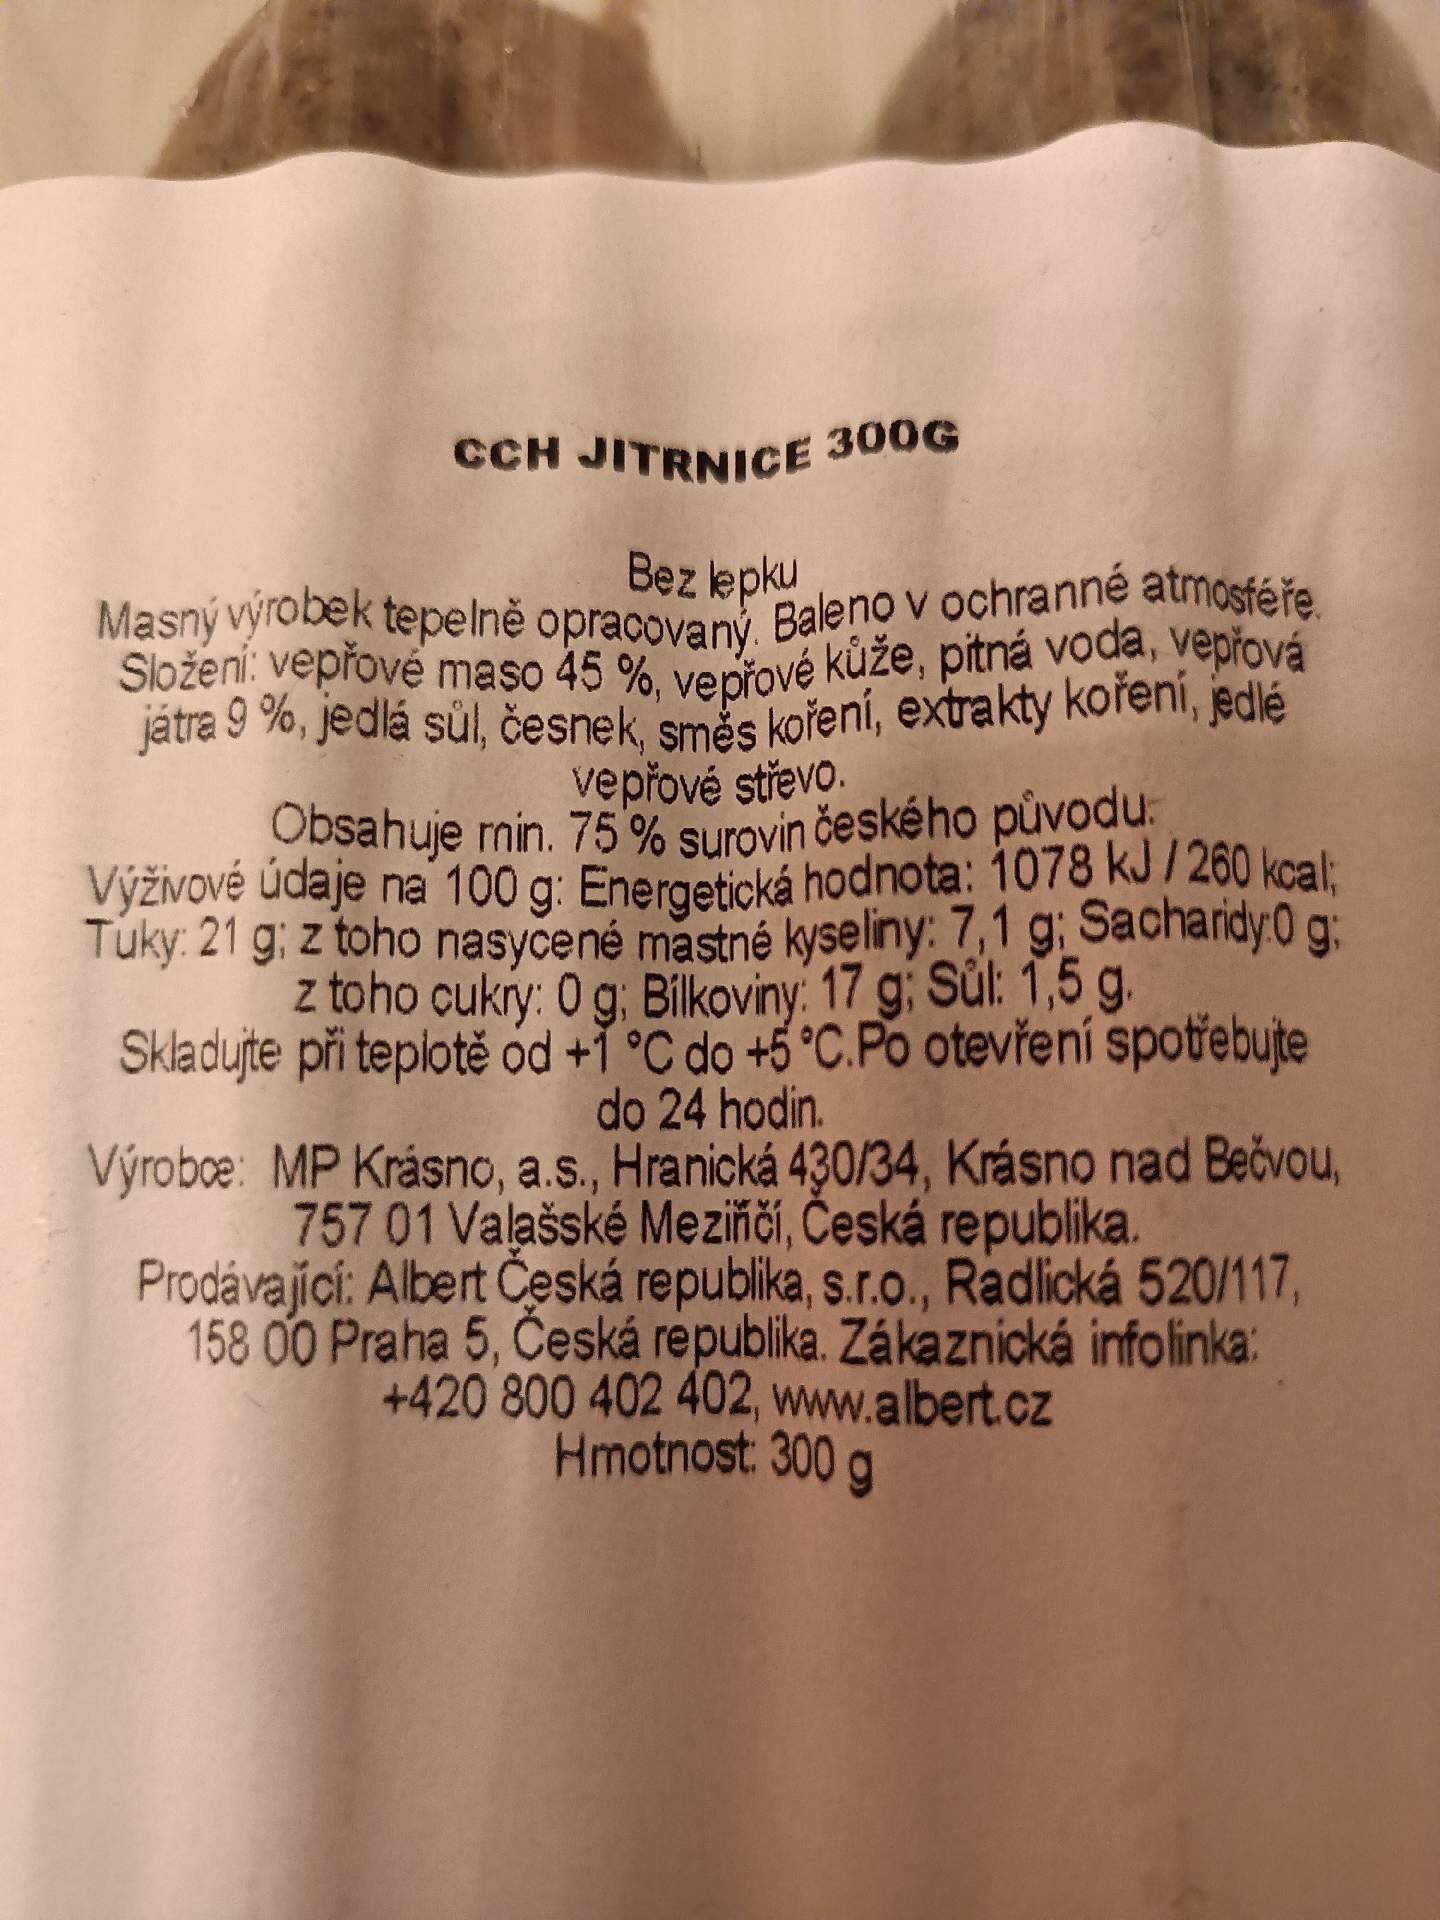 CCH JITRNICE 300G
Bez lepku
Masný výrobek tepelně opracovaný. Baleno v ochranné atmosféře.
Složení: vepřové maso 45 %, vepřové kůže, pitná voda, vepřová
játra 9 %, jedlá sůl, česnek, směs koření, extrakty koření, jedlé
vepřové střevo.
Obsahuje min. 75 % surovin českého původu.
Výživové údaje na 100 g: Energetická hodnota: 1078 kJ / 260 kcal;
Tuky: 21 g; z toho nasycené mastné kyseliny: 7,1 g; Sacharidy:0 g;
z toho cukry: 0 g; Bílkoviny: 17 g; Sůl: 1,5 g.
Skladujte při teplotě od +1 °C do +5 °C.Po otevření spotřebujte
do 24 hodin.
Výrobce: MP Krásno, a.s., Hranická 430/34, Krásno nad Bečvou,
757 01 Valašské Meziříčí, Česká republika.
Prodávající: Albert Česká republika, s.r.o., Radlická 520/117,
158 00 Praha 5, Česká republika. Zákaznická infolinka:
+420 800 402 402, www.albert.cz
Hmotnost: 300 g